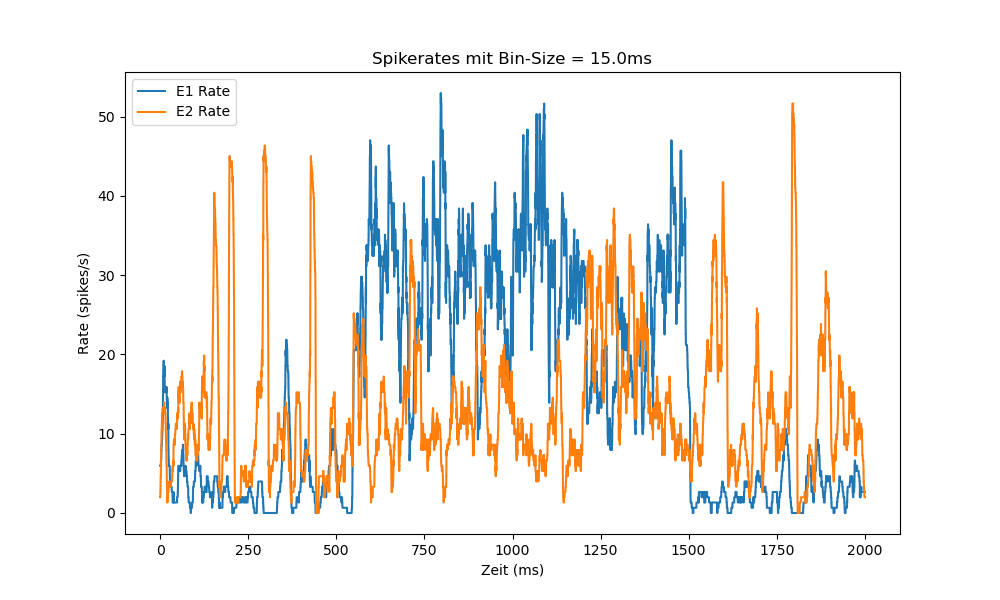 Spikerates mit Bin-Size = 15.0ms
E1 Rate
E2 Rate
50
40
30
20
10
0
Rate (spikes/s)
0 250 500 750 1000 1250 1500 1750 2000
Zeit (ms)